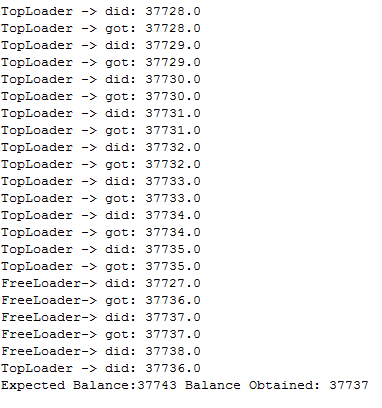 TopLoader -> did: 37728.0
TopLoader -> got: 37728.0
TopLoader -> did: 37729.0
TopLoader -> got: 37729.0
TopLoader -> did: 37730.0
TopLoader -> got: 37730.0
TopLoader -> did: 37731.0
TopLoader -> got: 37731.0
TopLoader -> did: 37732.0
TopLoader -> got: 37732.0
TopLoader -> did: 37733.0
TopLoader -> got: 37733.0
TopLoader -> did: 37734.0
TopLoader -> got: 37734.0
TopLoader -> did: 37735.0
TopLoader -> got: 37735.0
FreeLoader-> did: 37727.0
FreeLoader-> got: 37736.0
FreeLoader-> did: 37737.0
FreeLoader-> got: 37737.0
FreeLoader-> did: 37738.0
TopLoader -> did: 37736.0
Expected Balance:37743 Balance Obtained: 37737